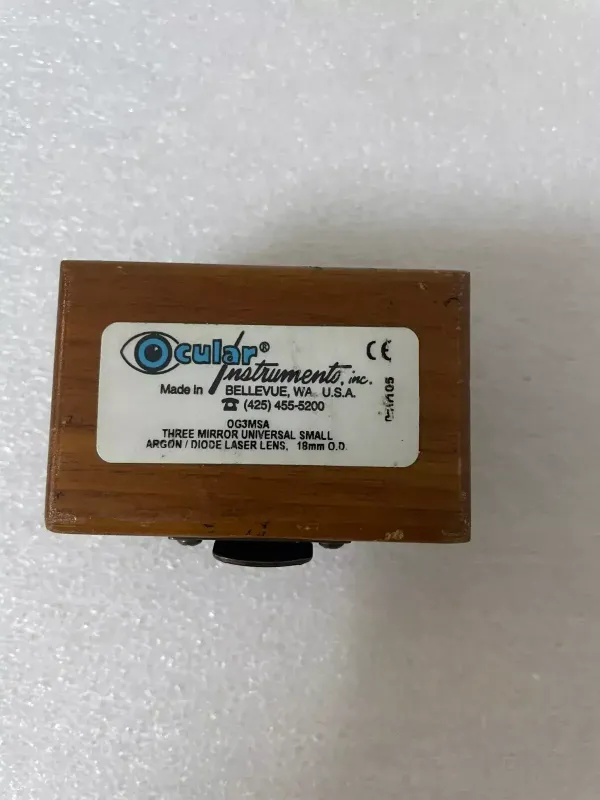 Ocular®
Instruments, inc.
CE
Made in BELLEVUE, WA U.S.A.
☎ (425) 455-5200
OG3MSA
THREE MIRROR UNIVERSAL SMALL
ARGON / DIODE LASER LENS, 18mm O.D.